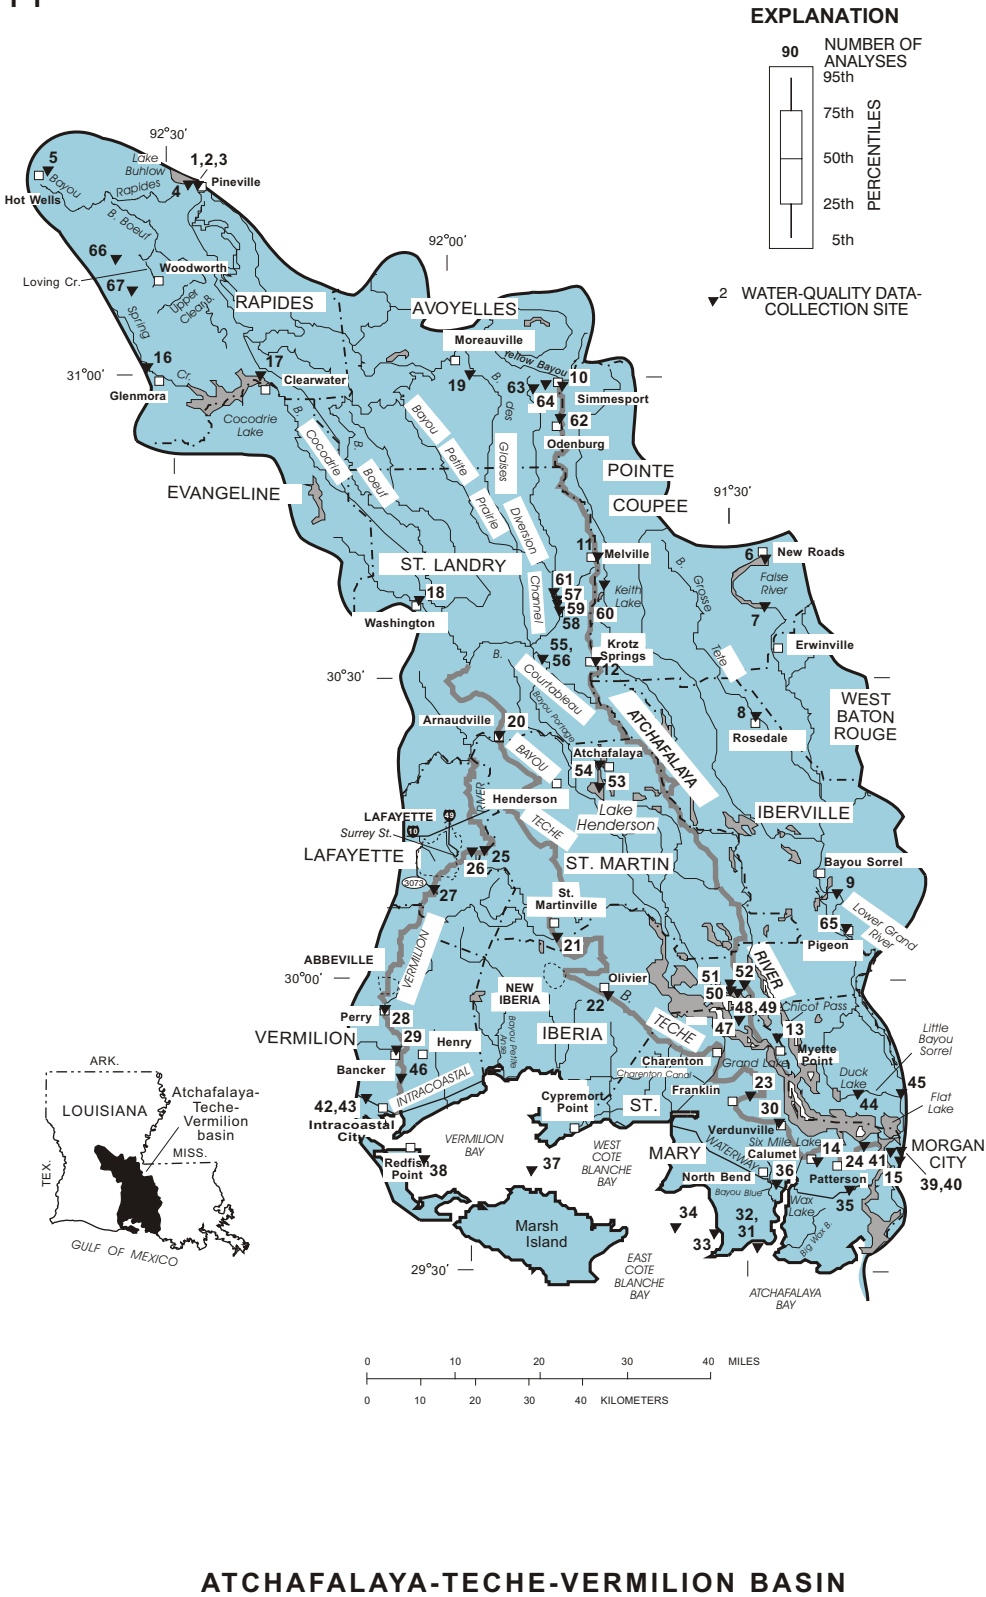 EXPLANATION
90
NUMBER OF
ANALYSES
95th
75th
50th
25th
5th
PERCENTILES
2
WATER-QUALITY DATA-
COLLECTION SITE
92°30′
5
Lake
Buhlow
1,2,3
Pineville
4
Bayou
Rapides
Hot Wells
B. Boeuf
92°00′
66
Loving Cr.
Woodworth
67
Upper
Clear B.
RAPIDES
AVOYELLES
Spring
Moreauville
16
17
Yellow Bayou
31°00′
Cr.
Clearwater
19
B.
63
10
64
Simmesport
Glenmora
des
62
Cocodrie
Lake
B.
Bayou
Odenburg
Cocodrie
B.
Petite
Glaises
POINTE
COUPEE
Boeuf
EVANGELINE
Prairie
91°30′
Diversion
11
Melville
6
New Roads
B.
False
River
ST. LANDRY
Channel
61
57
59
58
Keith
Lake
60
Grosse
7
18
Washington
55,
56
Krotz
Springs
12
Erwinville
B.
Tete
30°30′
Courtableau
Bayou Portage
WEST
BATON
ROUGE
Arnaudville
20
ATCHAFALAYA
8
Rosedale
BAYOU
Atchafalaya
54
53
RIVER
Henderson
LAFAYETTE
49
10
Surrey St.
TECHE
Lake
Henderson
IBERVILLE
LAFAYETTE
25
26
ST. MARTIN
Bayou Sorrel
3073
27
St.
Martinville
9
65
Lower Grand
River
VERMILION
21
Pigeon
ABBEVILLE
RIVER
30°00′
Olivier
51
52
50
NEW
IBERIA
22
B.
48,49
Chicot Pass
Perry
28
TECHE
47
13
Little
Bayou
Sorrel
VERMILION
29
Henry
Bayou Petite
Anse
IBERIA
Myette
Point
Charenton
Grand Lake
Bancker
46
Charenton Canal
Duck
Lake
INTRACOASTAL
Franklin
23
45
42,43
Cypremort
Point
ST.
44
Flat
Lake
Intracoastal
City
30
Verdunville
Six Mile Lake
VERMILION
BAY
WEST
COTE
BLANCHE
BAY
MARY
WATERWAY
Calumet
14
MORGAN
CITY
Redfish
Point
38
37
North Bend
36
24
41
Patterson
15
39,40
Bayou Blue
Wax
Lake
35
34
32,
31
33
Marsh
Island
Big Wax B.
29°30′
EAST
COTE
BLANCHE
BAY
ATCHAFALAYA
BAY
ARK.
LOUISIANA
Atchafalaya-
Teche-
Vermilion
basin
TEX.
MISS.
GULF OF MEXICO
0 10 20 30 40 MILES
0 10 20 30 40 KILOMETERS
ATCHAFALAYA-TECHE-VERMILION BASIN